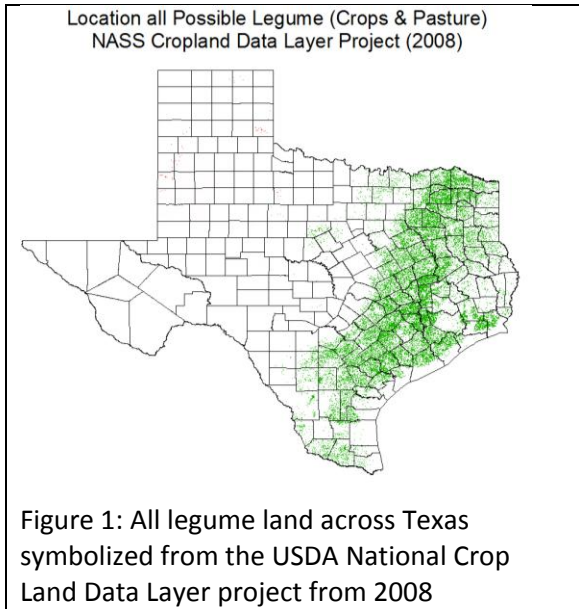 Location all Possible Legume (Crops & Pasture)
NASS Cropland Data Layer Project (2008)
Figure 1: All legume land across Texas
symbolized from the USDA National Crop
Land Data Layer project from 2008